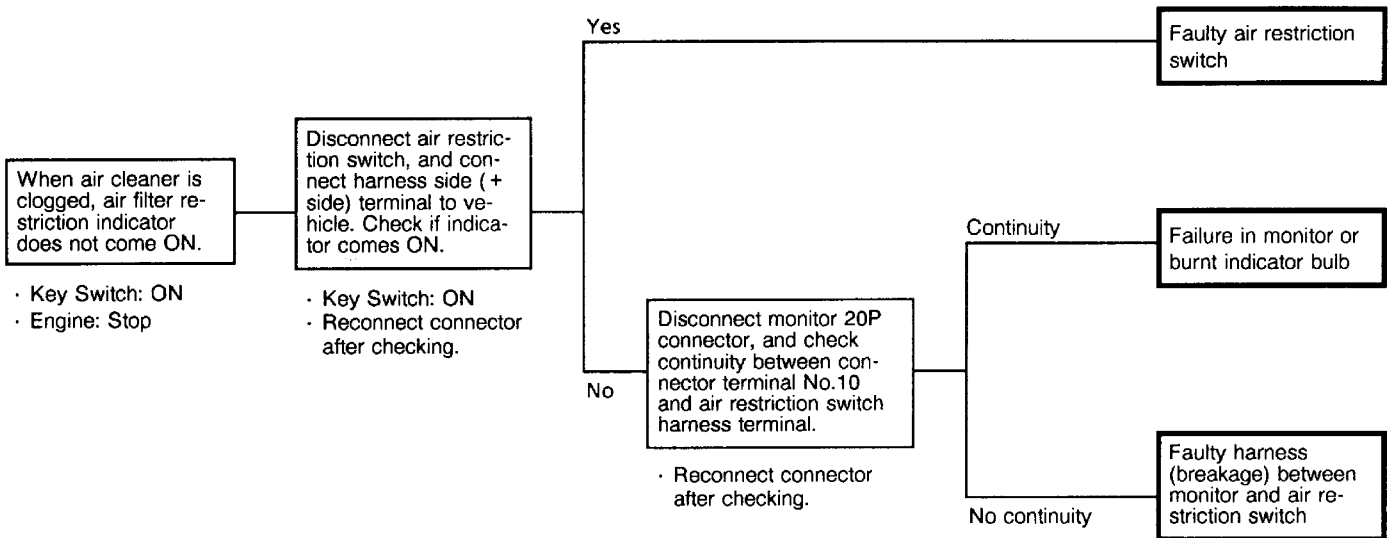 When air cleaner is
clogged, air filter re-
striction indicator
does not come ON.
· Key Switch: ON
· Engine: Stop
Disconnect air restric-
tion switch, and con-
nect harness side (+
side) terminal to ve-
hicle. Check if indica-
tor comes ON.
· Key Switch: ON
· Reconnect connector
after checking.
Yes
Faulty air restriction
switch
No
Disconnect monitor 20P
connector, and check
continuity between con-
nector terminal No.10
and air restriction switch
harness terminal.
· Reconnect connector
after checking.
Continuity
Failure in monitor or
burnt indicator bulb
No continuity
Faulty harness
(breakage) between
monitor and air re-
striction switch